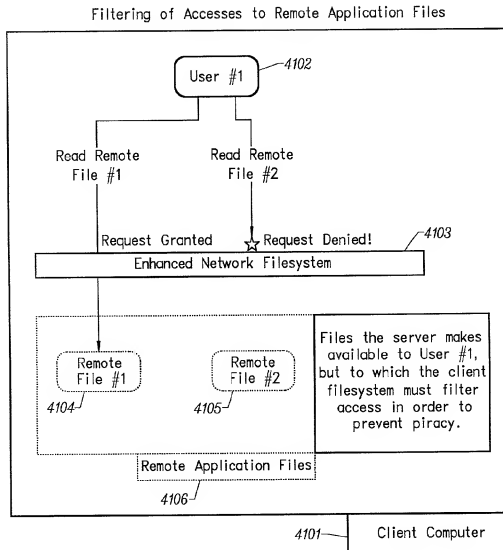 Filtering of Accesses to Remote Application Files
4102
User #1
Read Remote
File #1
Read Remote
File #2
4103
Request Granted
Request Denied!
Enhanced Network Filesystem
Remote
File #1
4104
Remote
File #2
4105
Files the server makes
available to User #1,
but to which the client
filesystem must filter
access in order to
prevent piracy.
Remote Application Files
4106
4101
Client Computer